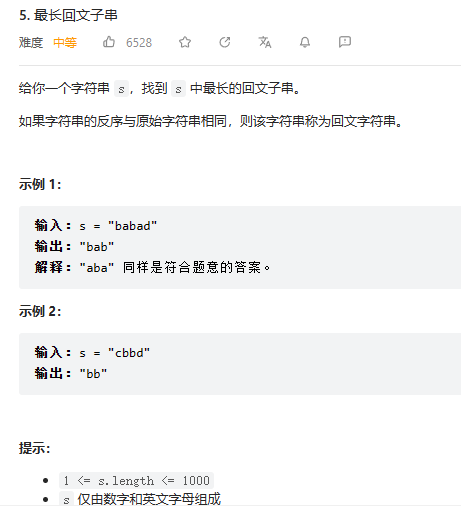 5. 最长回文子串
难度 中等 6528
给你一个字符串 s，找到 s 中最长的回文子串。
如果字符串的反序与原始字符串相同，则该字符串称为回文字符串。
示例 1：
输入：s = "babad"
输出："bab"
解释："aba" 同样是符合题意的答案。
示例 2：
输入：s = "cbbd"
输出："bb"
提示：
• 1 <= s.length <= 1000
• s 仅由数字和英文字母组成